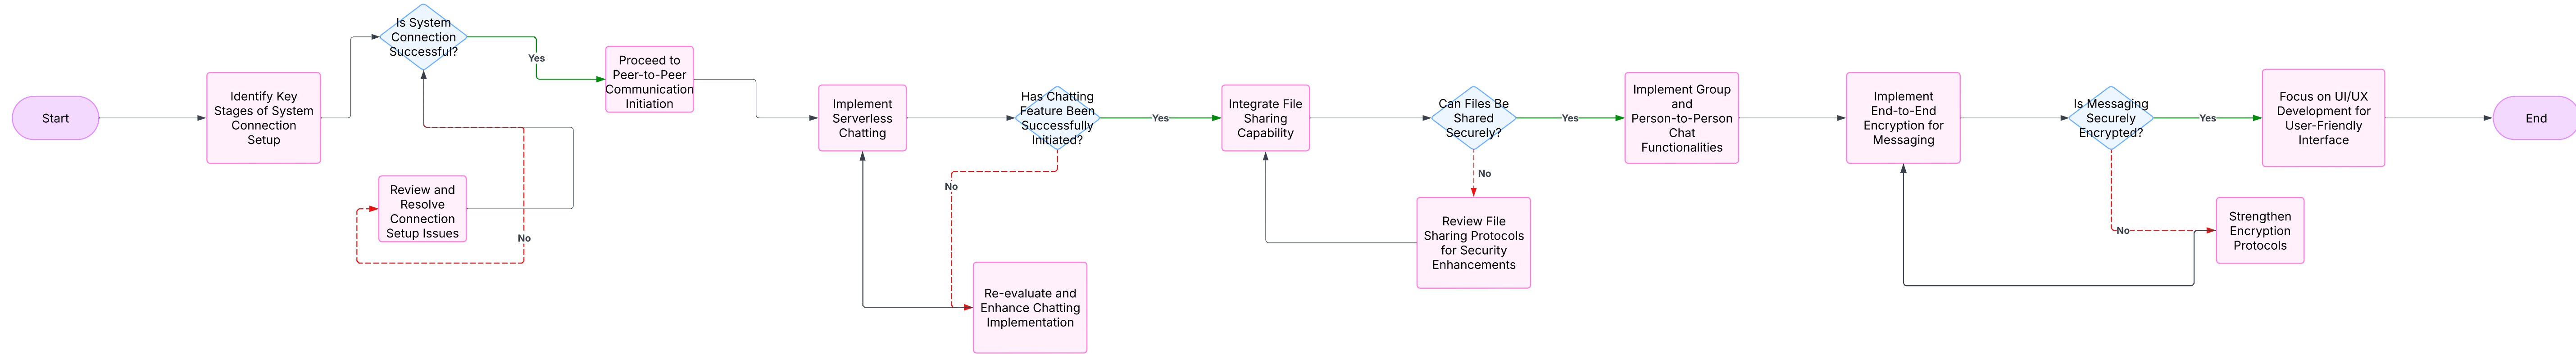 Start
Identify Key
Stages of System
Connection
Setup
Is System
Connection
Successful?
Yes
No
Review and
Resolve
Connection
Setup Issues
Proceed to
Peer-to-Peer
Communication
Initiation
Implement
Serverless
Chatting
Has Chatting
Feature Been
Successfully
Initiated?
Yes
No
Re-evaluate and
Enhance Chatting
Implementation
Integrate File
Sharing
Capability
Can Files Be
Shared
Securely?
Yes
No
Review File
Sharing Protocols
for Security
Enhancements
Implement Group
and
Person-to-Person
Chat
Functionalities
Implement
End-to-End
Encryption for
Messaging
Is Messaging
Securely
Encrypted?
Yes
No
Strengthen
Encryption
Protocols
Focus on UI/UX
Development for
User-Friendly
Interface
End